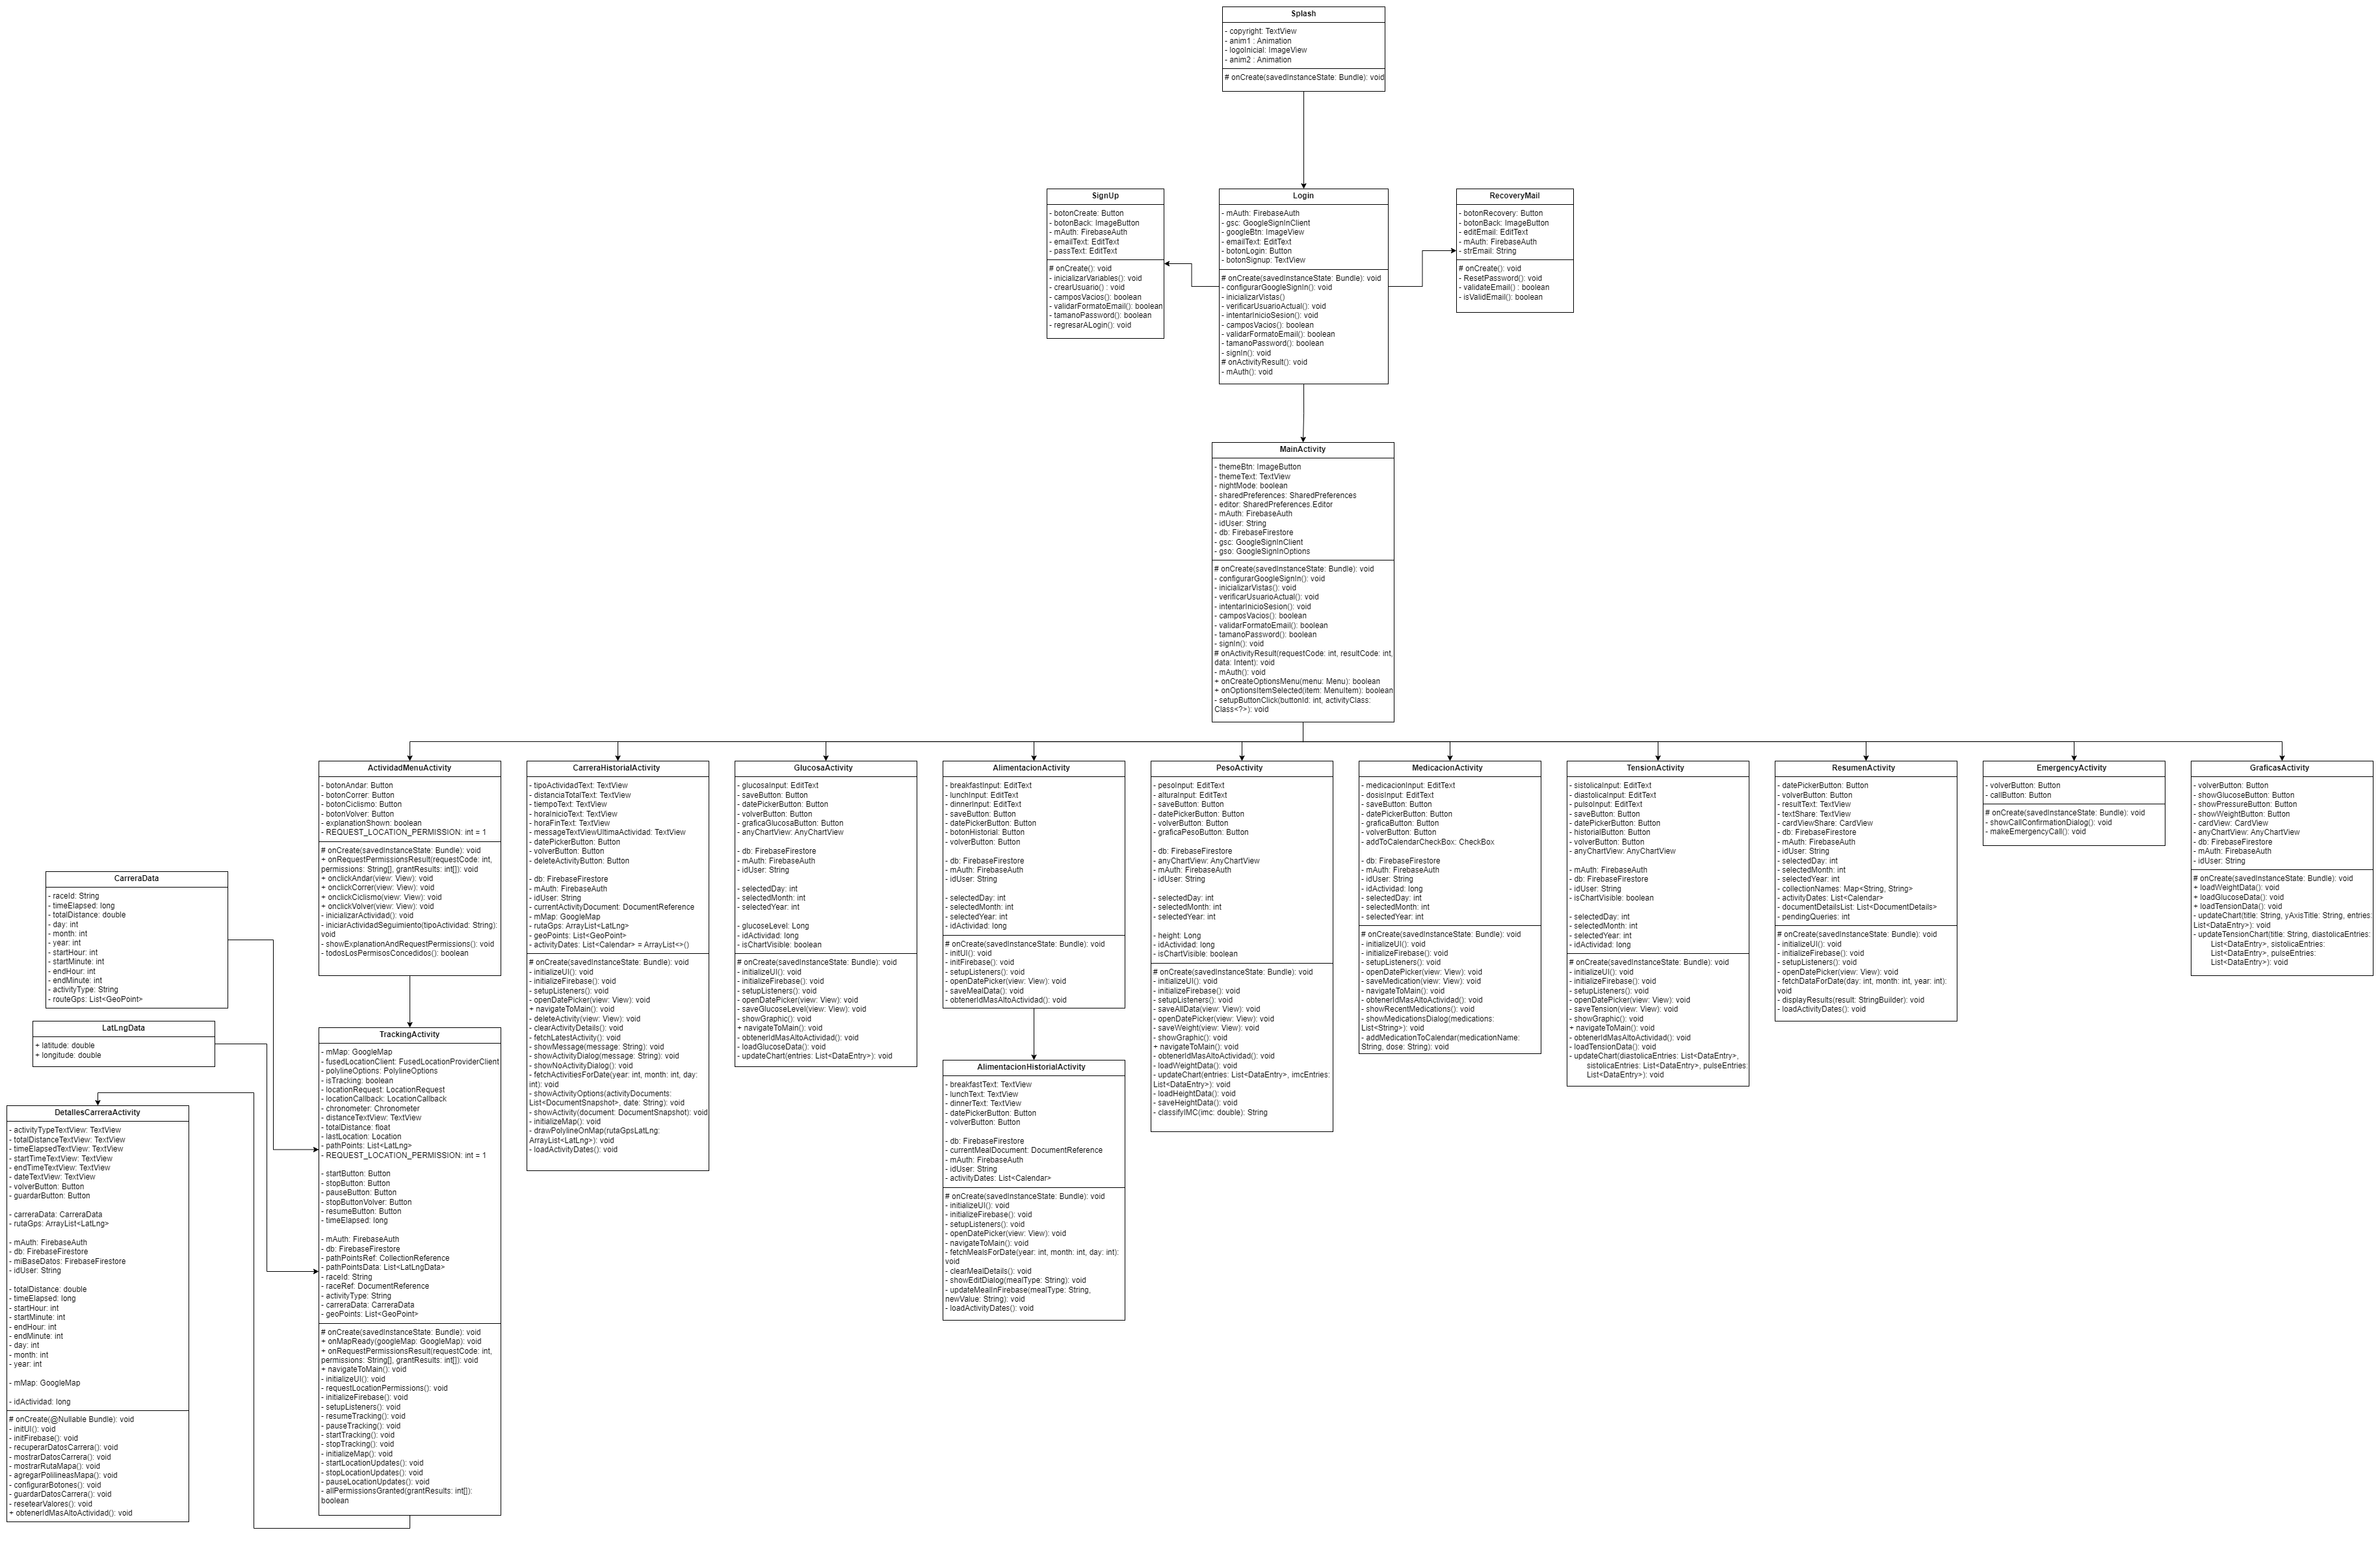 Splash
- copyright: TextView
- anim1 : Animation
- logoInicial: ImageView
- anim2 : Animation
# onCreate(savedInstanceState: Bundle): void
SignUp
- botonCreate: Button
- botonBack: ImageButton
- mAuth: FirebaseAuth
- emailText: EditText
- passText: EditText
# onCreate(): void
- inicializarVariables(): void
- crearUsuario() : void
- camposVacios(): boolean
- validarFormatoEmail(): boolean
- tamanoPassword(): boolean
- regresarALogin(): void
Login
- mAuth: FirebaseAuth
- gsc: GoogleSignInClient
- googleBtn: ImageView
- emailText: EditText
- botonLogin: Button
- botonSignup: TextView
# onCreate(savedInstanceState: Bundle): void
- configurarGoogleSignIn(): void
- inicializarVistas()
- verificarUsuarioActual(): void
- intentarInicioSesion(): void
- camposVacios(): boolean
- validarFormatoEmail(): boolean
- tamanoPassword(): boolean
- signIn(): void
# onActivityResult(): void
- mAuth(): void
RecoveryMail
- botonRecovery: Button
- botonBack: ImageButton
- editEmail: EditText
- mAuth: FirebaseAuth
- strEmail: String
# onCreate(): void
- ResetPassword(): void
- validateEmail() : boolean
- isValidEmail(): boolean
MainActivity
- themeBtn: ImageButton
- themeText: TextView
- nightMode: boolean
- sharedPreferences: SharedPreferences
- editor: SharedPreferences.Editor
- mAuth: FirebaseAuth
- idUser: String
- db: FirebaseFirestore
- gsc: GoogleSignInClient
- gso: GoogleSignInOptions
# onCreate(savedInstanceState: Bundle): void
- configurarGoogleSignIn(): void
- inicializarVistas(): void
- verificarUsuarioActual(): void
- intentarInicioSesion(): void
- camposVacios(): boolean
- validarFormatoEmail(): boolean
- tamanoPassword(): boolean
- signIn(): void
# onActivityResult(requestCode: int, resultCode: int,
data: Intent): void
- mAuth(): void
+ onCreateOptionsMenu(menu: Menu): boolean
+ onOptionsItemSelected(item: MenuItem): boolean
- setupButtonClick(buttonId: int, activityClass:
Class<?>): void
ActividadMenuActivity
- botonAndar: Button
- botonCorrer: Button
- botonCiclismo: Button
- botonVolver: Button
- explanationShown: boolean
- REQUEST_LOCATION_PERMISSION: int = 1
# onCreate(savedInstanceState: Bundle): void
+ onRequestPermissionsResult(requestCode: int,
permissions: String[], grantResults: int[]): void
+ onclickAndar(view: View): void
+ onclickCorrer(view: View): void
+ onclickCiclismo(view: View): void
+ onclickVolver(view: View): void
- inicializarActividad(): void
- iniciarActividadSeguimiento(tipoActividad: String):
void
- showExplanationAndRequestPermissions(): void
- todosLosPermisosConcedidos(): boolean
CarreraHistorialActivity
- tipoActividadText: TextView
- distanciaTotalText: TextView
- tiempoText: TextView
- horaInicioText: TextView
- horaFinText: TextView
- messageTextViewUltimaActividad: TextView
- datePickerButton: Button
- volverButton: Button
- deleteActivityButton: Button
- db: FirebaseFirestore
- mAuth: FirebaseAuth
- idUser: String
- currentActivityDocument: DocumentReference
- mMap: GoogleMap
- rutaGps: ArrayList<LatLng>
- geoPoints: List<GeoPoint>
- activityDates: List<Calendar> = ArrayList<>()
# onCreate(savedInstanceState: Bundle): void
- initializeUI(): void
- initializeFirebase(): void
- setupListeners(): void
- openDatePicker(view: View): void
+ navigateToMain(): void
- deleteActivity(view: View): void
- clearActivityDetails(): void
- fetchLatestActivity(): void
- showMessage(message: String): void
- showActivityDialog(message: String): void
- showNoActivityDialog(): void
- fetchActivitiesForDate(year: int, month: int, day:
int): void
- showActivityOptions(activityDocuments:
List<DocumentSnapshot>, date: String): void
- showActivity(document: DocumentSnapshot): void
- initializeMap(): void
- drawPolylineOnMap(rutaGpsLatLng:
ArrayList<LatLng>): void
- loadActivityDates(): void
GlucosaActivity
- glucosaInput: EditText
- saveButton: Button
- datePickerButton: Button
- volverButton: Button
- graficaGlucosaButton: Button
- anyChartView: AnyChartView
- db: FirebaseFirestore
- mAuth: FirebaseAuth
- idUser: String
- selectedDay: int
- selectedMonth: int
- selectedYear: int
- glucoseLevel: Long
- idActividad: long
- isChartVisible: boolean
# onCreate(savedInstanceState: Bundle): void
- initializeUI(): void
- initializeFirebase(): void
- setupListeners(): void
- openDatePicker(view: View): void
- saveGlucoseLevel(view: View): void
- showGraphic(): void
+ navigateToMain(): void
- obtenerIdMasAltoActividad(): void
- loadGlucoseData(): void
- updateChart(entries: List<DataEntry>): void
AlimentacionActivity
- breakfastInput: EditText
- lunchInput: EditText
- dinnerInput: EditText
- saveButton: Button
- datePickerButton: Button
- botonHistorial: Button
- volverButton: Button
- db: FirebaseFirestore
- mAuth: FirebaseAuth
- idUser: String
- selectedDay: int
- selectedMonth: int
- selectedYear: int
- idActividad: long
# onCreate(savedInstanceState: Bundle): void
- initUI(): void
- initFirebase(): void
- setupListeners(): void
- openDatePicker(view: View): void
- saveMealData(): void
- obtenerIdMasAltoActividad(): void
PesoActivity
- pesoInput: EditText
- alturaInput: EditText
- saveButton: Button
- datePickerButton: Button
- volverButton: Button
- graficaPesoButton: Button
- db: FirebaseFirestore
- anyChartView: AnyChartView
- mAuth: FirebaseAuth
- idUser: String
- selectedDay: int
- selectedMonth: int
- selectedYear: int
- height: Long
- idActividad: long
- isChartVisible: boolean
# onCreate(savedInstanceState: Bundle): void
- initializeUI(): void
- initializeFirebase(): void
- setupListeners(): void
- saveAllData(view: View): void
- openDatePicker(view: View): void
- saveWeight(view: View): void
- showGraphic(): void
+ navigateToMain(): void
- obtenerIdMasAltoActividad(): void
- loadWeightData(): void
- updateChart(entries: List<DataEntry>, imcEntries:
List<DataEntry>): void
- loadHeightData(): void
- saveHeightData(): void
- classifyIMC(imc: double): String
MedicacionActivity
- medicacionInput: EditText
- dosisInput: EditText
- saveButton: Button
- datePickerButton: Button
- graficaButton: Button
- volverButton: Button
- addToCalendarCheckBox: CheckBox
- db: FirebaseFirestore
- mAuth: FirebaseAuth
- idUser: String
- idActividad: long
- selectedDay: int
- selectedMonth: int
- selectedYear: int
# onCreate(savedInstanceState: Bundle): void
- initializeUI(): void
- initializeFirebase(): void
- setupListeners(): void
- openDatePicker(view: View): void
- saveMedication(view: View): void
- navigateToMain(): void
- obtenerIdMasAltoActividad(): void
- showRecentMedications(): void
- showMedicationsDialog(medications:
List<String>): void
- addMedicationToCalendar(medicationName:
String, dose: String): void
TensionActivity
- sistolicaInput: EditText
- diastolicaInput: EditText
- pulsoInput: EditText
- saveButton: Button
- datePickerButton: Button
- historialButton: Button
- volverButton: Button
- anyChartView: AnyChartView
- mAuth: FirebaseAuth
- db: FirebaseFirestore
- idUser: String
- isChartVisible: boolean
- selectedDay: int
- selectedMonth: int
- selectedYear: int
- idActividad: long
# onCreate(savedInstanceState: Bundle): void
- initializeUI(): void
- initializeFirebase(): void
- setupListeners(): void
- openDatePicker(view: View): void
- saveTension(view: View): void
- showGraphic(): void
+ navigateToMain(): void
- obtenerIdMasAltoActividad(): void
- loadTensionData(): void
- updateChart(diastolicaEntries: List<DataEntry>,
sistolicaEntries: List<DataEntry>, pulseEntries:
List<DataEntry>): void
ResumenActivity
- datePickerButton: Button
- volverButton: Button
- resultText: TextView
- textShare: TextView
- cardViewShare: CardView
- db: FirebaseFirestore
- mAuth: FirebaseAuth
- idUser: String
- selectedDay: int
- selectedMonth: int
- selectedYear: int
- collectionNames: Map<String, String>
- activityDates: List<Calendar>
- documentDetailsList: List<DocumentDetails>
- pendingQueries: int
# onCreate(savedInstanceState: Bundle): void
- initializeUI(): void
- initializeFirebase(): void
- setupListeners(): void
- openDatePicker(view: View): void
- fetchDataForDate(day: int, month: int, year: int):
void
- displayResults(result: StringBuilder): void
- loadActivityDates(): void
EmergencyActivity
- volverButton: Button
- callButton: Button
# onCreate(savedInstanceState: Bundle): void
- showCallConfirmationDialog(): void
- makeEmergencyCall(): void
GraficasActivity
- volverButton: Button
- showGlucoseButton: Button
- showPressureButton: Button
- showWeightButton: Button
- cardView: CardView
- anyChartView: AnyChartView
- db: FirebaseFirestore
- mAuth: FirebaseAuth
- idUser: String
# onCreate(savedInstanceState: Bundle): void
+ loadWeightData(): void
+ loadGlucoseData(): void
+ loadTensionData(): void
- updateChart(title: String, yAxisTitle: String, entries:
List<DataEntry>): void
- updateTensionChart(title: String, diastolicaEntries:
List<DataEntry>, sistolicaEntries:
List<DataEntry>, pulseEntries:
List<DataEntry>): void
CarreraData
- raceId: String
- timeElapsed: long
- totalDistance: double
- day: int
- month: int
- year: int
- startHour: int
- startMinute: int
- endHour: int
- endMinute: int
- activityType: String
- routeGps: List<GeoPoint>
LatLngData
+ latitude: double
+ longitude: double
TrackingActivity
- mMap: GoogleMap
- fusedLocationClient: FusedLocationProviderClient
- polylineOptions: PolylineOptions
- isTracking: boolean
- locationRequest: LocationRequest
- locationCallback: LocationCallback
- chronometer: Chronometer
- distanceTextView: TextView
- totalDistance: float
- lastLocation: Location
- pathPoints: List<LatLng>
- REQUEST_LOCATION_PERMISSION: int = 1
- startButton: Button
- stopButton: Button
- pauseButton: Button
- stopButtonVolver: Button
- resumeButton: Button
- timeElapsed: long
- mAuth: FirebaseAuth
- db: FirebaseFirestore
- pathPointsRef: CollectionReference
- pathPointsData: List<LatLngData>
- raceId: String
- raceRef: DocumentReference
- activityType: String
- carreraData: CarreraData
- geoPoints: List<GeoPoint>
# onCreate(savedInstanceState: Bundle): void
+ onMapReady(googleMap: GoogleMap): void
+ onRequestPermissionsResult(requestCode: int,
permissions: String[], grantResults: int[]): void
+ navigateToMain(): void
- initializeUI(): void
- requestLocationPermissions(): void
- initializeFirebase(): void
- setupListeners(): void
- resumeTracking(): void
- pauseTracking(): void
- startTracking(): void
- stopTracking(): void
- initializeMap(): void
- startLocationUpdates(): void
- stopLocationUpdates(): void
- pauseLocationUpdates(): void
- allPermissionsGranted(grantResults: int[]):
boolean
AlimentacionHistorialActivity
- breakfastText: TextView
- lunchText: TextView
- dinnerText: TextView
- datePickerButton: Button
- volverButton: Button
- db: FirebaseFirestore
- currentMealDocument: DocumentReference
- mAuth: FirebaseAuth
- idUser: String
- activityDates: List<Calendar>
# onCreate(savedInstanceState: Bundle): void
- initializeUI(): void
- initializeFirebase(): void
- setupListeners(): void
- openDatePicker(view: View): void
- navigateToMain(): void
- fetchMealsForDate(year: int, month: int, day: int):
void
- clearMealDetails(): void
- showEditDialog(mealType: String): void
- updateMealInFirebase(mealType: String,
newValue: String): void
- loadActivityDates(): void
DetallesCarreraActivity
- activityTypeTextView: TextView
- totalDistanceTextView: TextView
- timeElapsedTextView: TextView
- startTimeTextView: TextView
- endTimeTextView: TextView
- dateTextView: TextView
- volverButton: Button
- guardarButton: Button
- carreraData: CarreraData
- rutaGps: ArrayList<LatLng>
- mAuth: FirebaseAuth
- db: FirebaseFirestore
- miBaseDatos: FirebaseFirestore
- idUser: String
- totalDistance: double
- timeElapsed: long
- startHour: int
- startMinute: int
- endHour: int
- endMinute: int
- day: int
- month: int
- year: int
- mMap: GoogleMap
- idActividad: long
# onCreate(@Nullable Bundle): void
- initUI(): void
- initFirebase(): void
- recuperarDatosCarrera(): void
- mostrarDatosCarrera(): void
- mostrarRutaMapa(): void
- agregarPolilineasMapa(): void
- configurarBotones(): void
- guardarDatosCarrera(): void
- resetearValores(): void
+ obtenerIdMasAltoActividad(): void